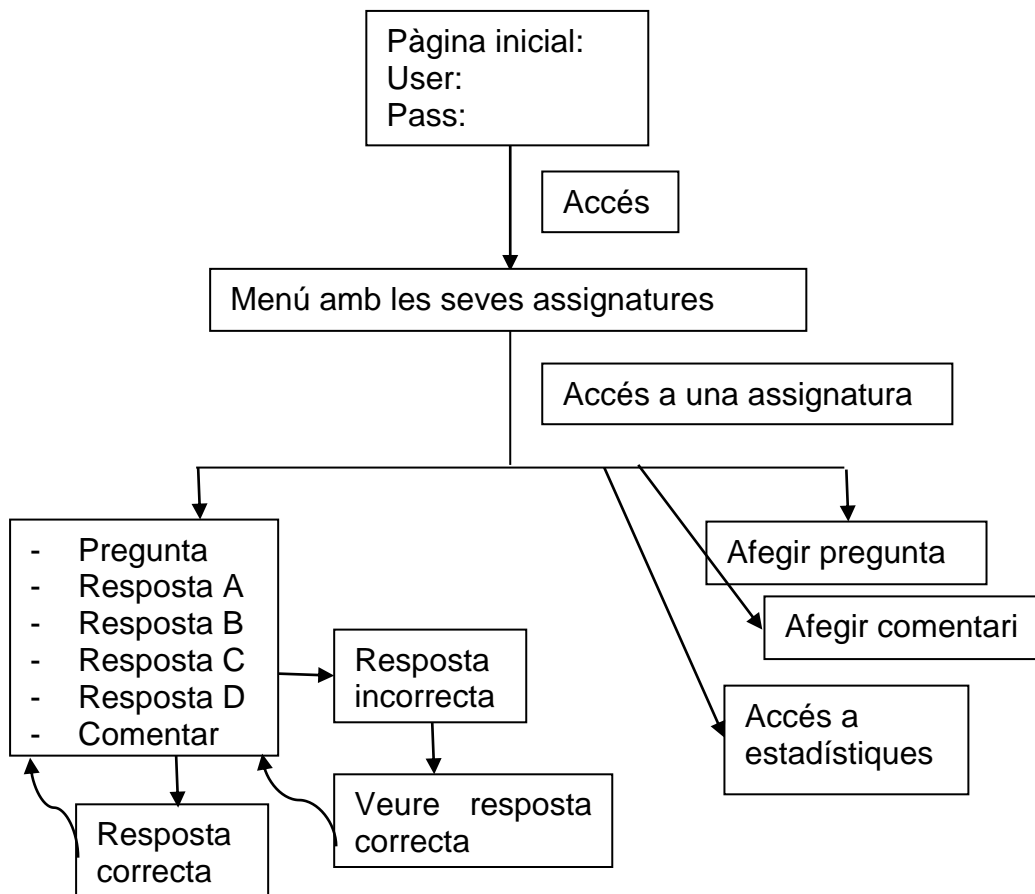 Pàgina inicial:
User:
Pass:
Accés
Menú amb les seves assignatures
Accés a una assignatura
- Pregunta
- Resposta A
- Resposta B
- Resposta C
- Resposta D
- Comentar
Resposta
incorrecta
Veure resposta
correcta
Resposta
correcta
Afegir pregunta
Afegir comentari
Accés a
estadístiques